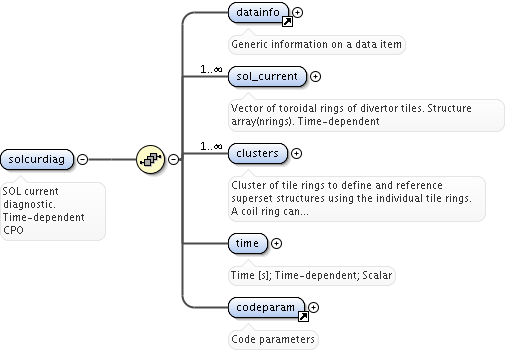 datainfo
Generic information on a data item
1..∞
sol_current
Vector of toroidal rings of divertor tiles. Structure
array(nrings). Time-dependent
1..∞
clusters
Cluster of tile rings to define and reference
superset structures using the individual tile rings.
A coil ring can...
solcurdiag
SOL current
diagnostic.
Time-dependent
CPO
time
Time [s]; Time-dependent; Scalar
codeparam
Code parameters